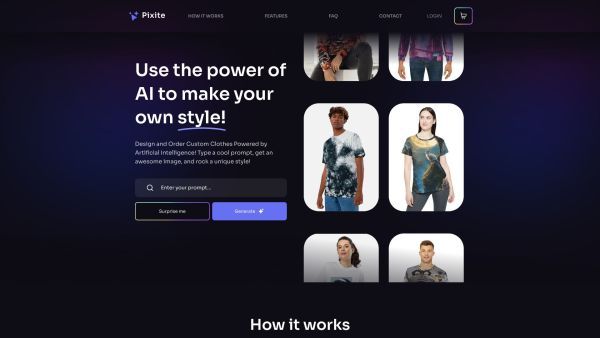 Pixite
HOW IT WORKS
FEATURES
FAQ
CONTACT
LOGIN
Use the power of
AI to make your
own style!
Design and Order Custom Clothes Powered by
Artificial Intelligence! Type a cool prompt, get an
awesome image, and rock a unique style!
Enter your prompt...
Surprise me
Generate
How it works